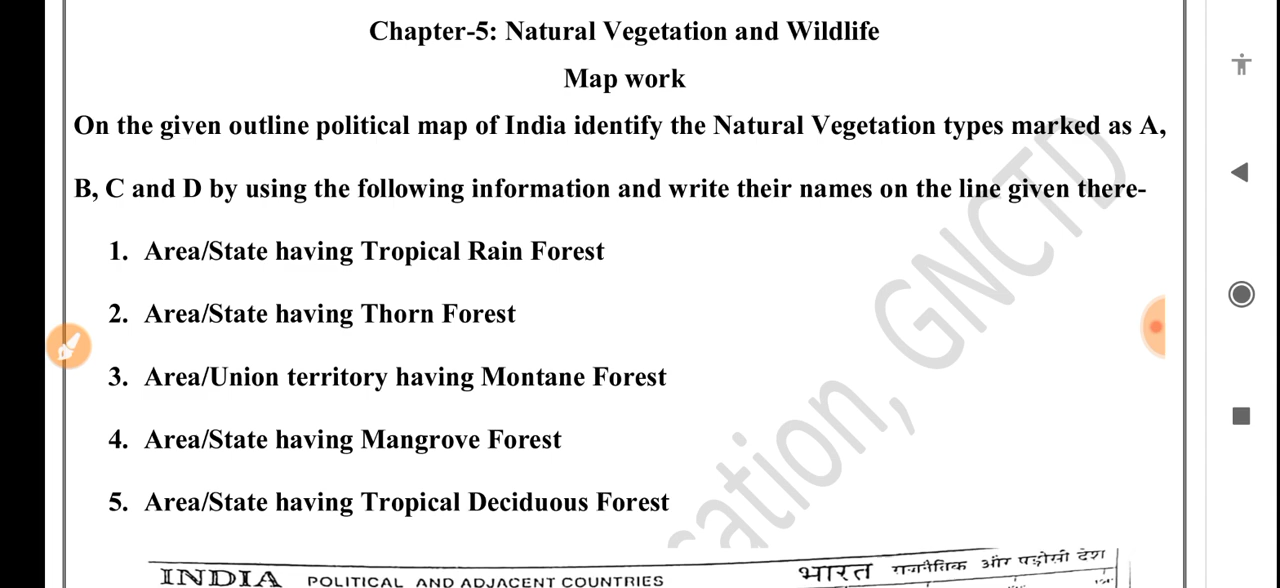 Chapter-5: Natural Vegetation and Wildlife
Map work
On the given outline political map of India identify the Natural Vegetation types marked as A,
B, C and D by using the following information and write their names on the line given there-
1. Area/State having Tropical Rain Forest
2. Area/State having Thorn Forest
3. Area/Union territory having Montane Forest
4. Area/State having Mangrove Forest
5. Area/State having Tropical Deciduous Forest
cation, GNCTD
INDIA POLITICAL AND ADJACENT COUNTRIES
भारत राजनैतिक और पड़ोसी देश